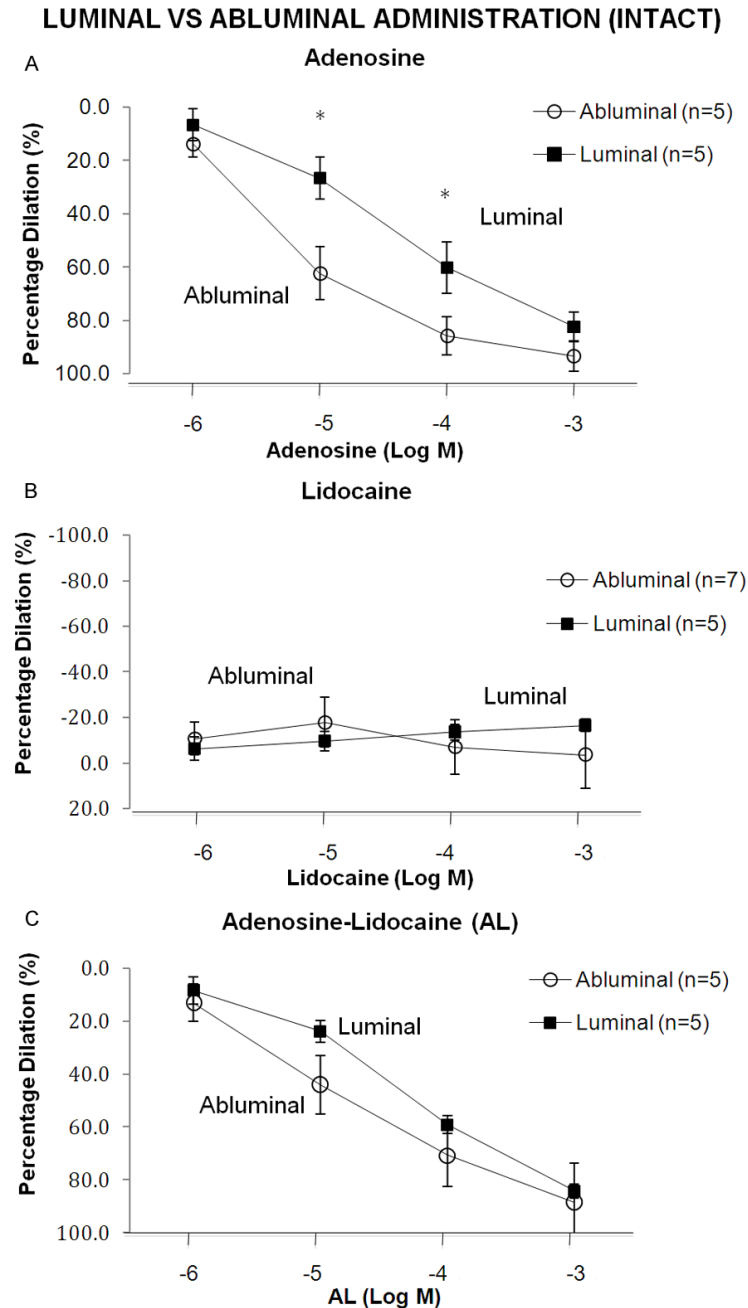 LUMINAL VS ABLUMINAL ADMINISTRATION (INTACT)
A
Adenosine
Percentage Dilation (%)
0.0
20.0
40.0
60.0
80.0
100.0
*
*
Abluminal (n=5)
Luminal (n=5)
Luminal
Abluminal
-6 -5 -4 -3
Adenosine (Log M)
B
Lidocaine
Percentage Dilation (%)
-100.0
-80.0
-60.0
-40.0
-20.0
0.0
20.0
Abluminal (n=7)
Luminal (n=5)
Abluminal
Luminal
-6 -5 -4 -3
Lidocaine (Log M)
C
Adenosine-Lidocaine (AL)
Percentage Dilation (%)
0.0
20.0
40.0
60.0
80.0
100.0
Abluminal (n=5)
Luminal (n=5)
Luminal
Abluminal
-6 -5 -4 -3
AL (Log M)